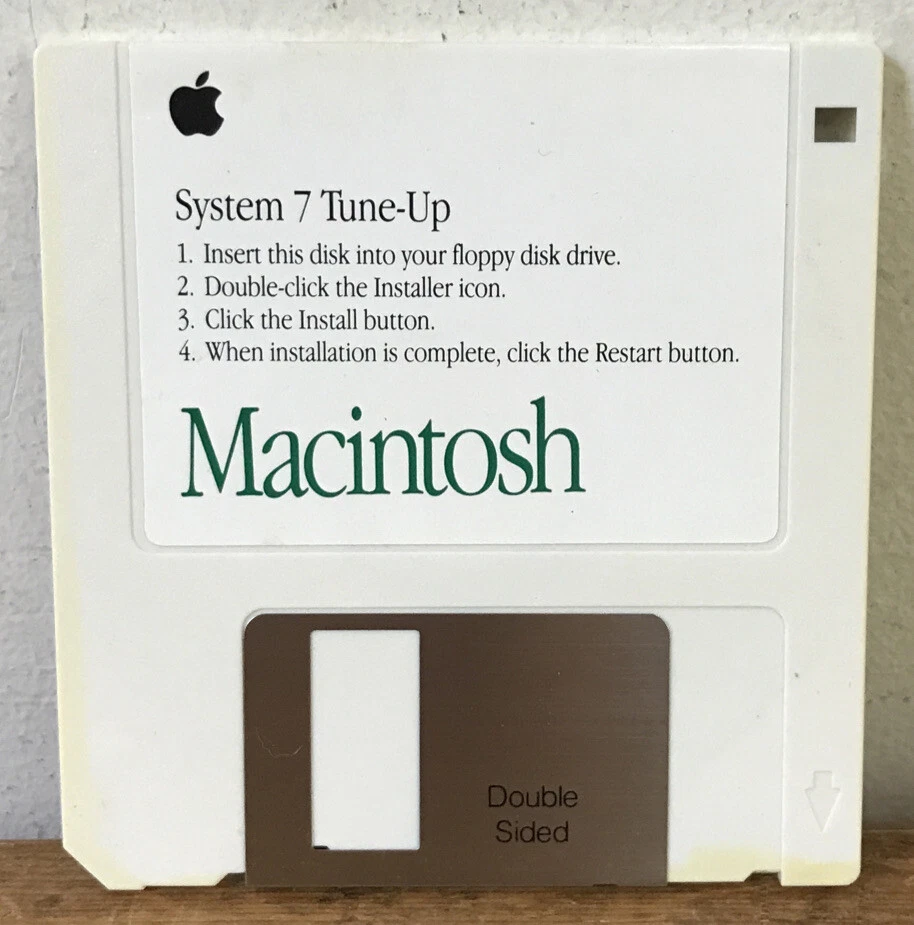 System 7 Tune-Up
1. Insert this disk into your floppy disk drive.
2. Double-click the Installer icon.
3. Click the Install button.
4. When installation is complete, click the Restart button.
Macintosh
Double
Sided